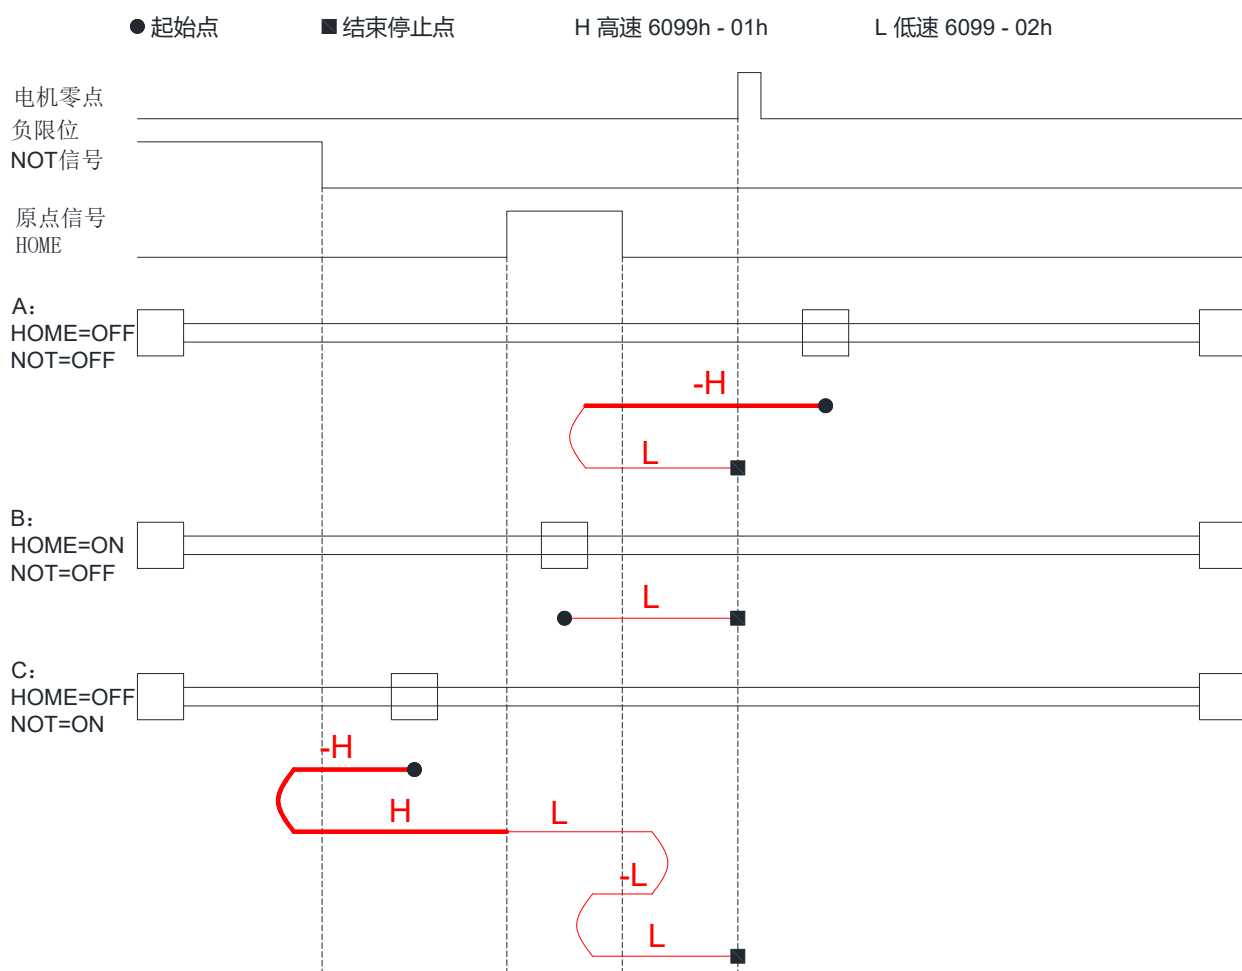 起始点
结束停止点
H 高速 6099h - 01h
L 低速 6099 - 02h
电机零点
负限位
NOT信号
原点信号
HOME
A：
HOME=OFF
NOT=OFF
-H
L
B：
HOME=ON
NOT=OFF
L
C：
HOME=OFF
NOT=ON
-H
H
L
-L
L